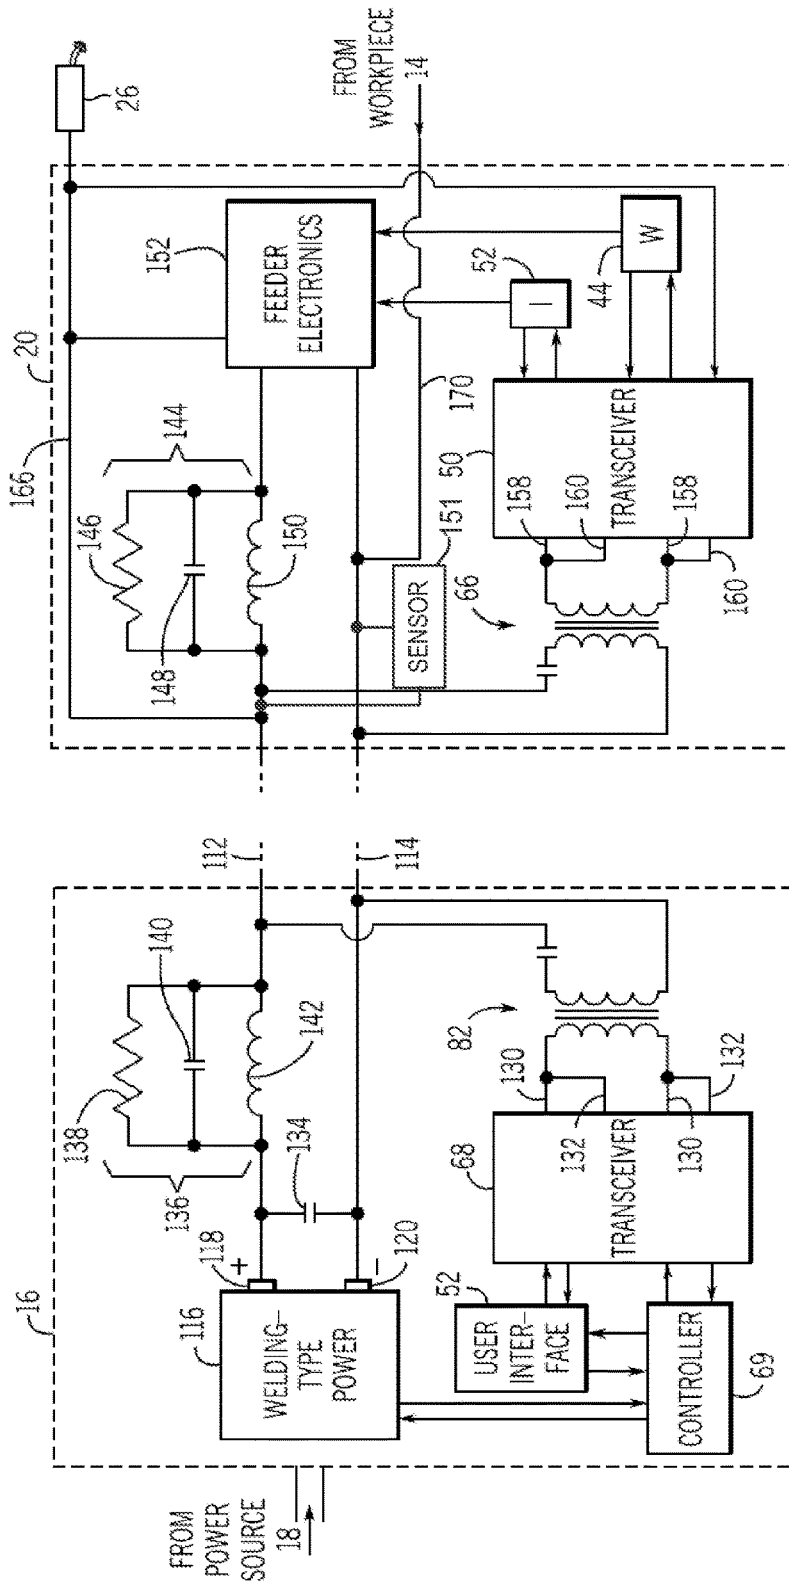 FROM
POWER
SOURCE
18
16
116
WELDING-
TYPE
POWER
118
+
120
-
134
136
138
140
142
112
114
52
USER
INTER-
FACE
CONTROLLER
69
68
TRANSCEIVER
130
132
130
132
82
20
166
144
146
148
150
152
FEEDER
ELECTRONICS
26
FROM
WORKPIECE
14
170
151
SENSOR
66
50
TRANSCEIVER
158
160
158
160
52
I
44
W